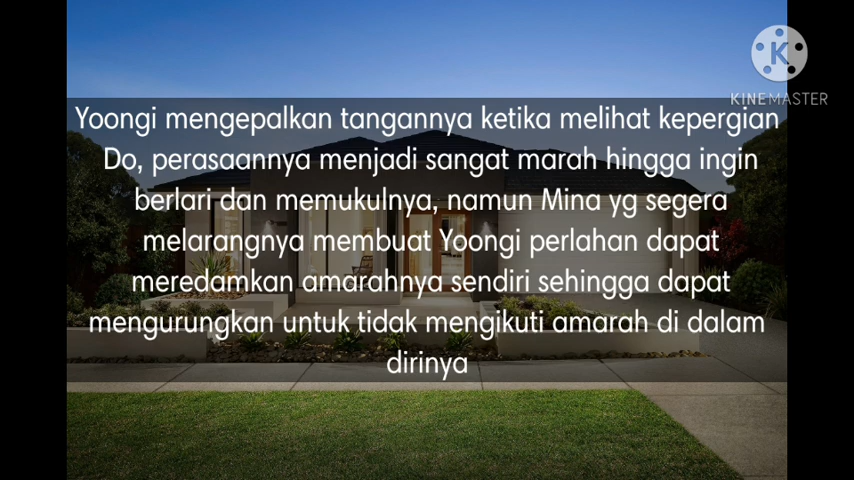 KINEMASTER
Yoongi mengepalkan tangannya ketika melihat kepergian
Do, perasaannya menjadi sangat marah hingga ingin
berlari dan memukulnya, namun Mina yg segera
melarangnya membuat Yoongi perlahan dapat
meredamkan amarahnya sendiri sehingga dapat
mengurungkan untuk tidak mengikuti amarah di dalam
dirinya